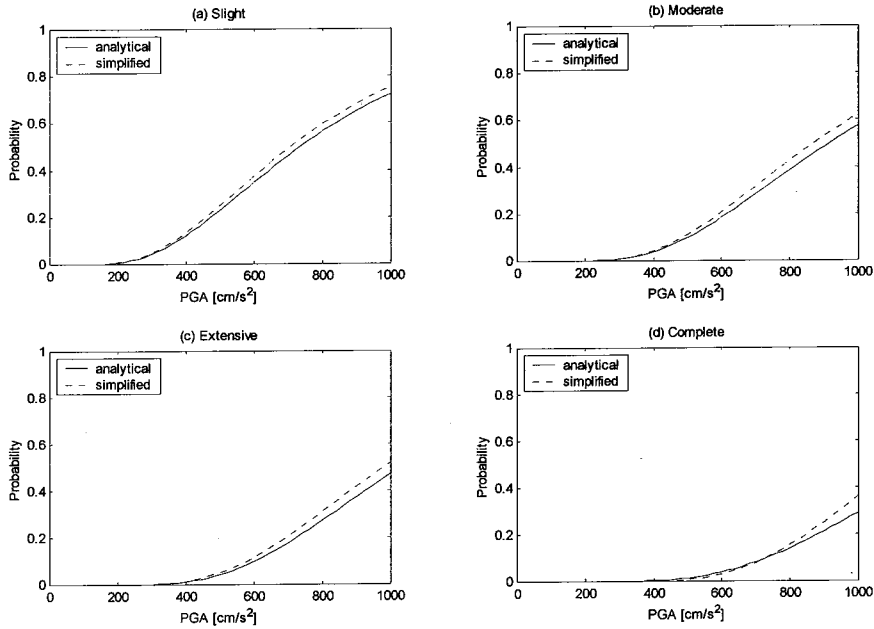 (a) Slight
1
0.8
0.6
0.4
0.2
0
Probability
analytical
simplified
0 200 400 600 800 1000
PGA [cm/s²]
(b) Moderate
1
0.8
0.6
0.4
0.2
0
Probability
analytical
simplified
0 200 400 600 800 1000
PGA [cm/s²]
(c) Extensive
1
0.8
0.6
0.4
0.2
0
Probability
analytical
simplified
0 200 400 600 800 1000
PGA [cm/s²]
(d) Complete
1
0.8
0.6
0.4
0.2
0
Probability
analytical
simplified
0 200 400 600 800 1000
PGA [cm/s²]